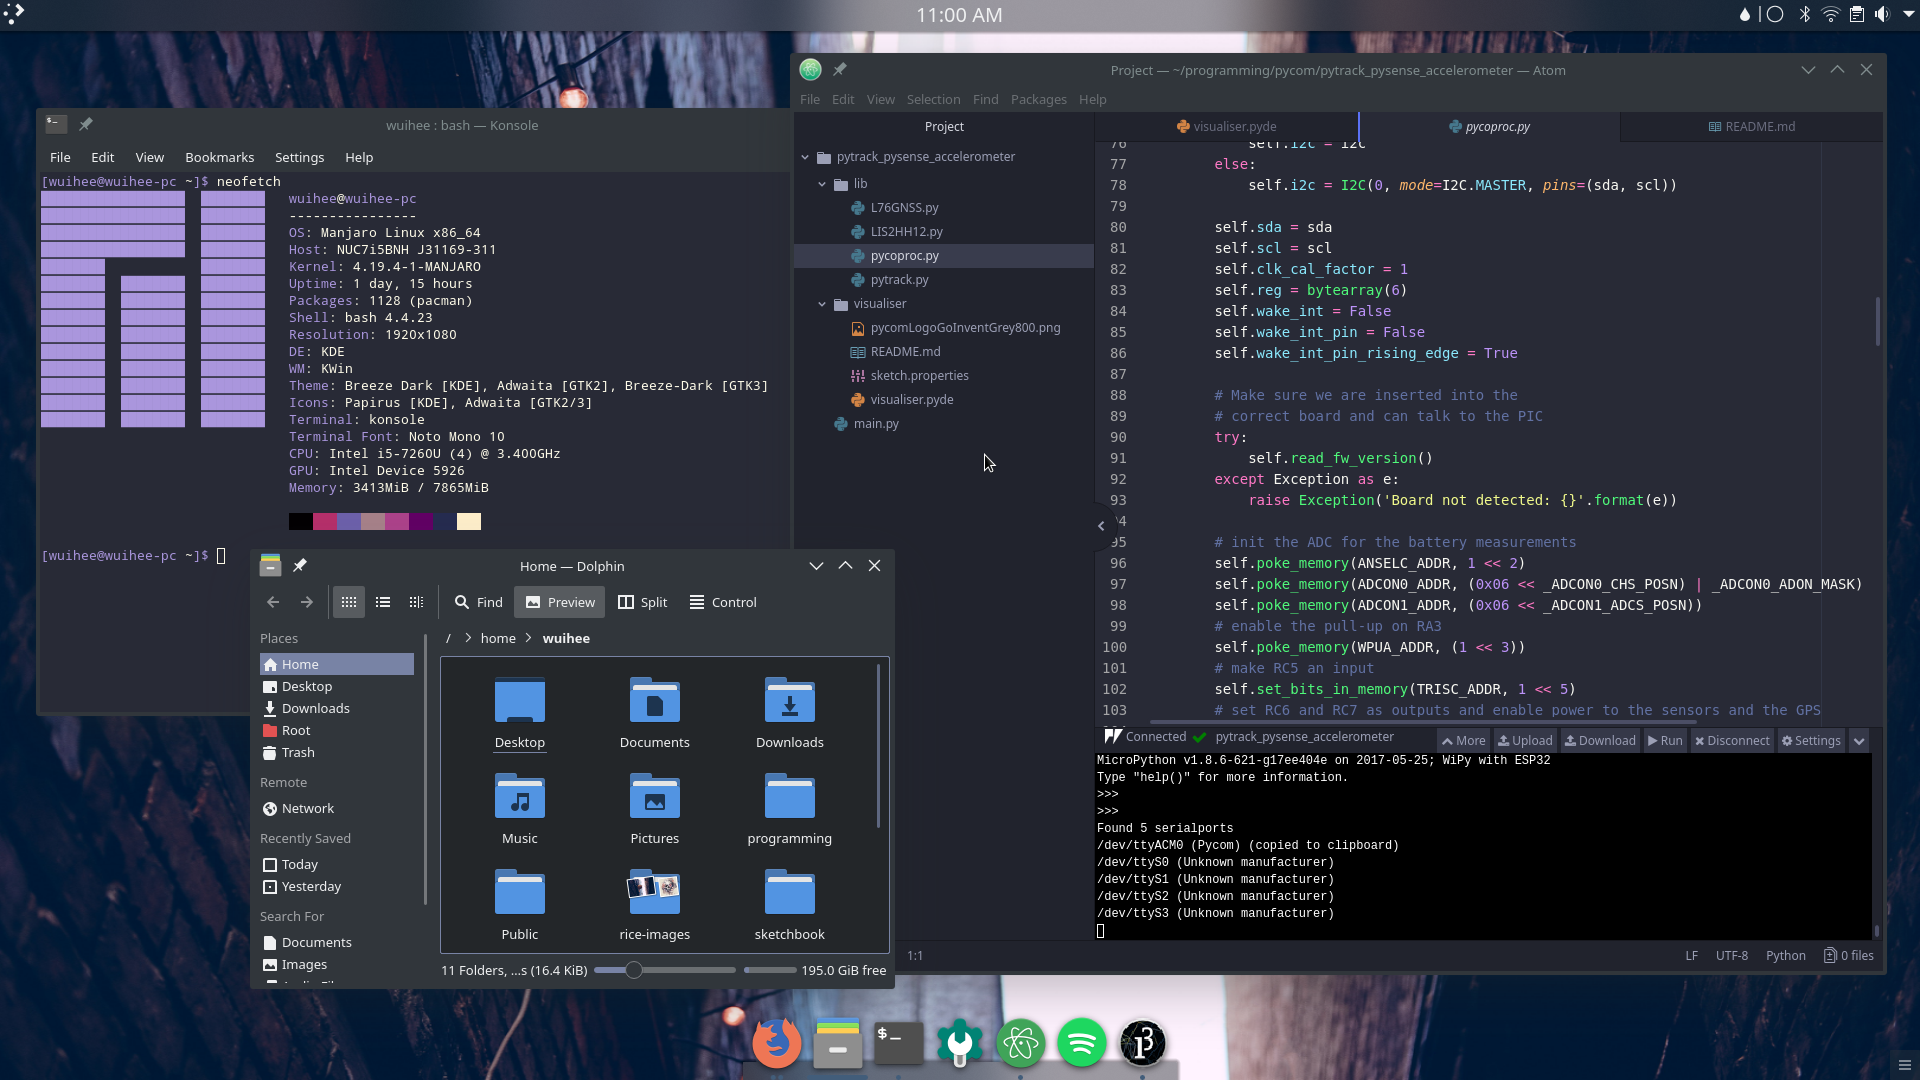 11:00 AM
wuihee : bash — Konsole
File Edit View Bookmarks Settings Help
[wuihee@wuihee-pc ~]$ neofetch
wuihee@wuihee-pc
----------------
OS: Manjaro Linux x86_64
Host: NUC7i5BNH J31169-311
Kernel: 4.19.4-1-MANJARO
Uptime: 1 day, 15 hours
Packages: 1128 (pacman)
Shell: bash 4.4.23
Resolution: 1920x1080
DE: KDE
WM: KWin
Theme: Breeze Dark [KDE], Adwaita [GTK2], Breeze-Dark [GTK3]
Icons: Papirus [KDE], Adwaita [GTK2/3]
Terminal: konsole
Terminal Font: Noto Mono 10
CPU: Intel i5-7260U (4) @ 3.400GHz
GPU: Intel Device 5926
Memory: 3413MiB / 7865MiB
[wuihee@wuihee-pc ~]$
Project — ~/programming/pycom/pytrack_pysense_accelerometer — Atom
File Edit View Selection Find Packages Help
Project
pytrack_pysense_accelerometer
lib
L76GNSS.py
LIS2HH12.py
pycoproc.py
pytrack.py
visualiser
pycomLogoGoInventGrey800.png
README.md
sketch.properties
visualiser.pyde
main.py
visualiser.pyde pycoproc.py README.md
76 self.i2c = i2c
77 else:
78 self.i2c = I2C(0, mode=I2C.MASTER, pins=(sda, scl))
79
80 self.sda = sda
81 self.scl = scl
82 self.clk_cal_factor = 1
83 self.reg = bytearray(6)
84 self.wake_int = False
85 self.wake_int_pin = False
86 self.wake_int_pin_rising_edge = True
87
88 # Make sure we are inserted into the
89 # correct board and can talk to the PIC
90 try:
91 self.read_fw_version()
92 except Exception as e:
93 raise Exception('Board not detected: {}'.format(e))
94
95 # init the ADC for the battery measurements
96 self.poke_memory(ANSELC_ADDR, 1 << 2)
97 self.poke_memory(ADCON0_ADDR, (0x06 << _ADCON0_CHS_POSN) | _ADCON0_ADON_MASK)
98 self.poke_memory(ADCON1_ADDR, (0x06 << _ADCON1_ADCS_POSN))
99 # enable the pull-up on RA3
100 self.poke_memory(WPUA_ADDR, (1 << 3))
101 # make RC5 an input
102 self.set_bits_in_memory(TRISC_ADDR, 1 << 5)
103 # set RC6 and RC7 as outputs and enable power to the sensors and the GPS
Connected pytrack_pysense_accelerometer More Upload Download Run Disconnect Settings
MicroPython v1.8.6-621-g17ee404e on 2017-05-25; WiPy with ESP32
Type "help()" for more information.
>>>
>>>
Found 5 serialports
/dev/ttyACM0 (Pycom) (copied to clipboard)
/dev/ttyS0 (Unknown manufacturer)
/dev/ttyS1 (Unknown manufacturer)
/dev/ttyS2 (Unknown manufacturer)
/dev/ttyS3 (Unknown manufacturer)
1:1 LF UTF-8 Python 0 files
Home — Dolphin
Find Preview Split Control
/ > home > wuihee
Places
Home
Desktop
Downloads
Root
Trash
Remote
Network
Recently Saved
Today
Yesterday
Search For
Documents
Images
Desktop Documents Downloads
Music Pictures programming
Public rice-images sketchbook
11 Folders, ...s (16.4 KiB) 195.0 GiB free
$_